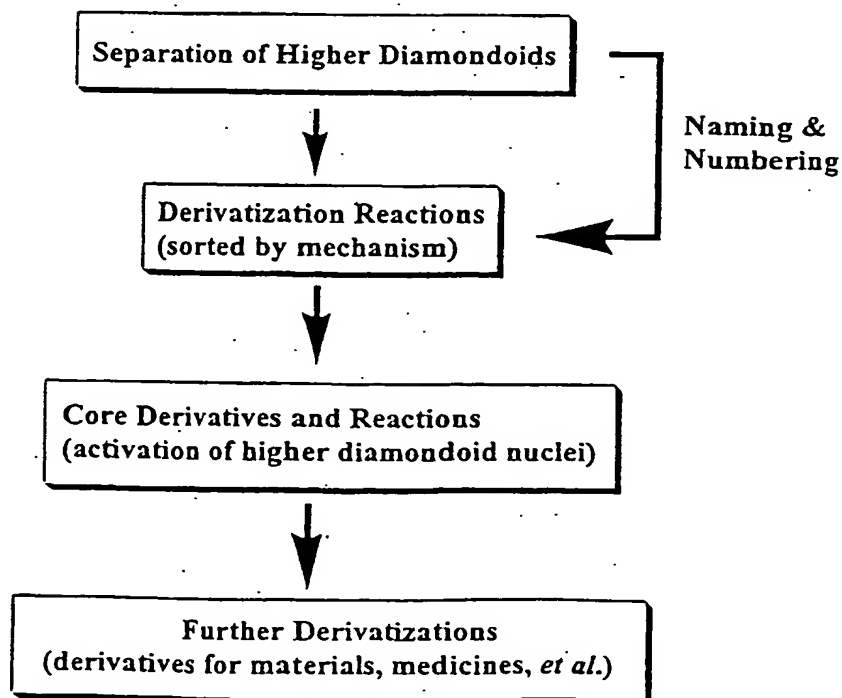 Separation of Higher Diamondoids
Naming &
Numbering
Derivatization Reactions
(sorted by mechanism)
Core Derivatives and Reactions
(activation of higher diamondoid nuclei)
Further Derivatizations
(derivatives for materials, medicines, et al.)